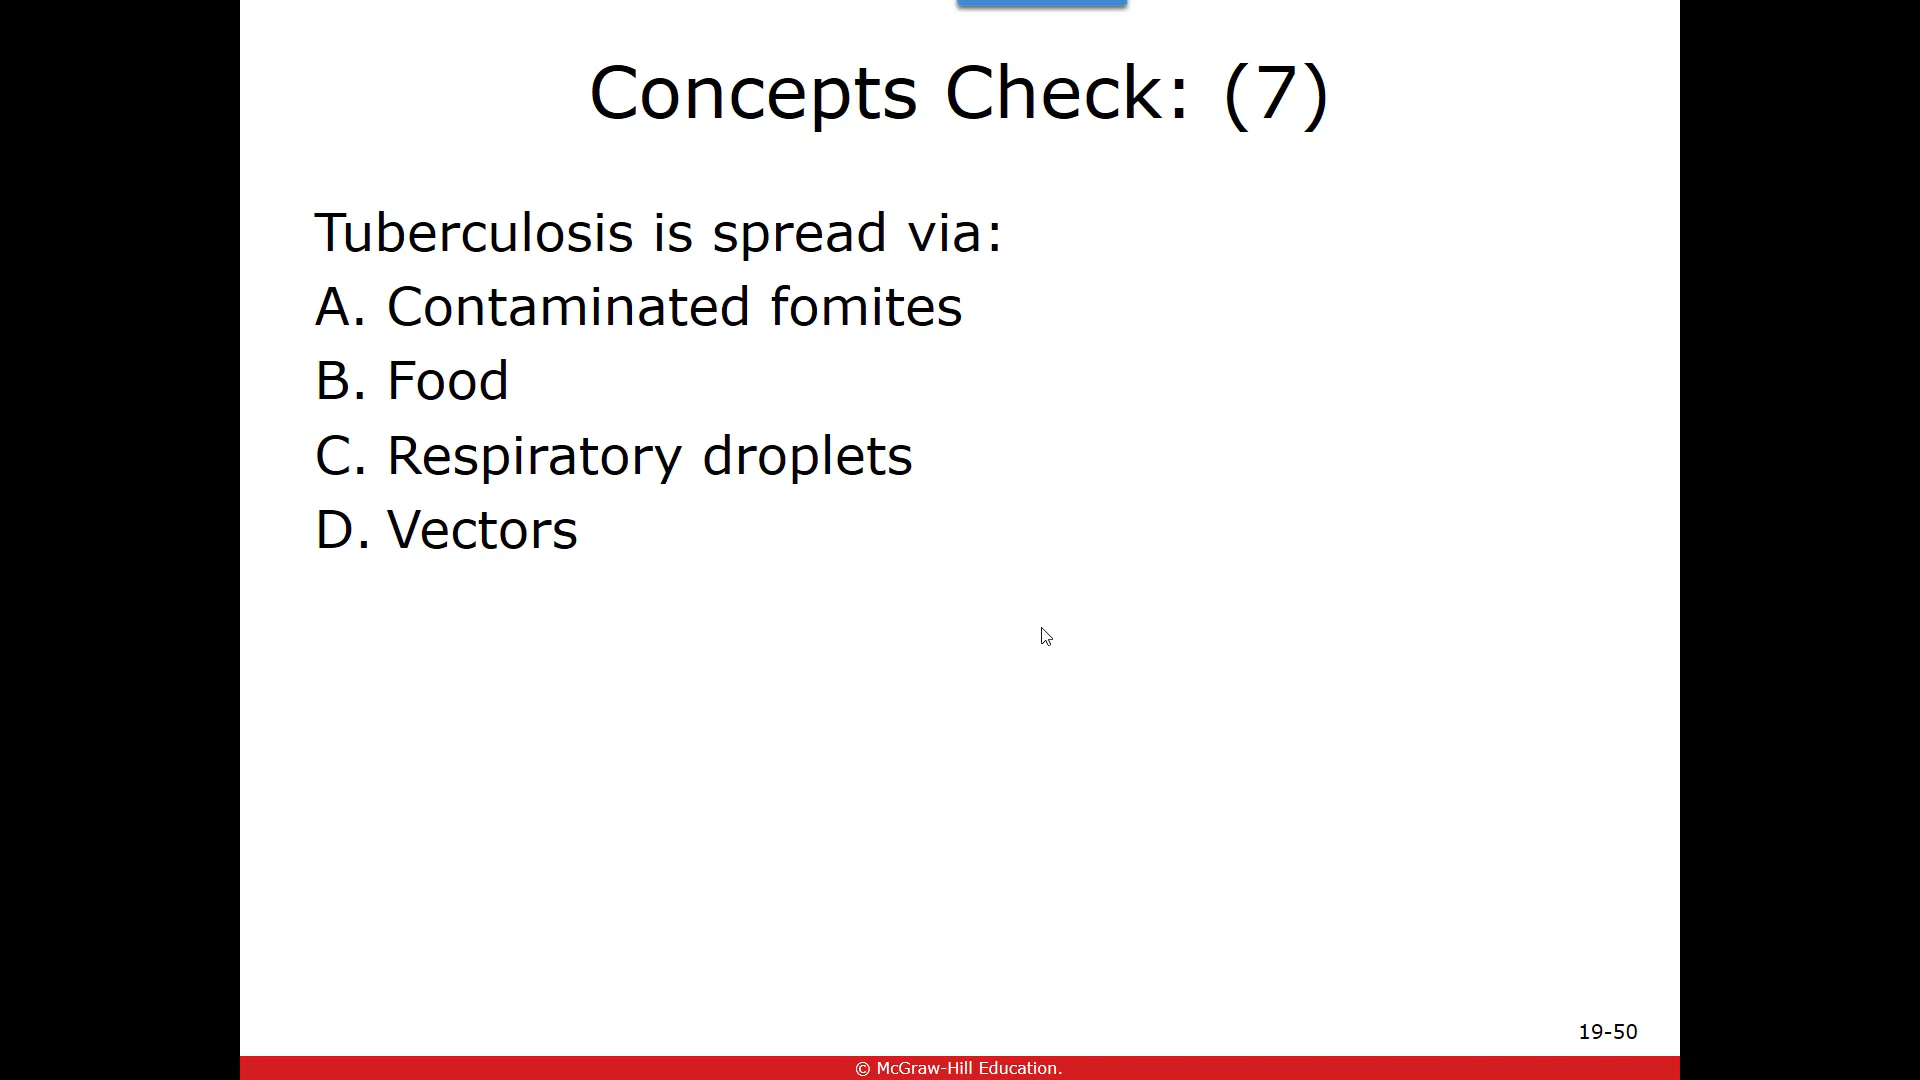 Concepts Check: (7)
Tuberculosis is spread via:
A. Contaminated fomites
B. Food
C. Respiratory droplets
D. Vectors
19-50
© McGraw-Hill Education.